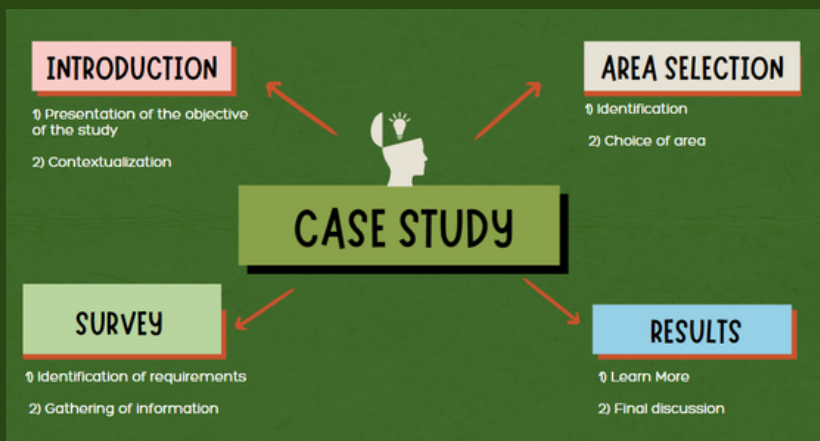 INTRODUCTION
1) Presentation of the objective
of the study
2) Contextualization
AREA SELECTION
1) Identification
2) Choice of area
CASE STUDY
SURVEY
1) Identification of requirements
2) Gathering of information
RESULTS
1) Learn More
2) Final discussion